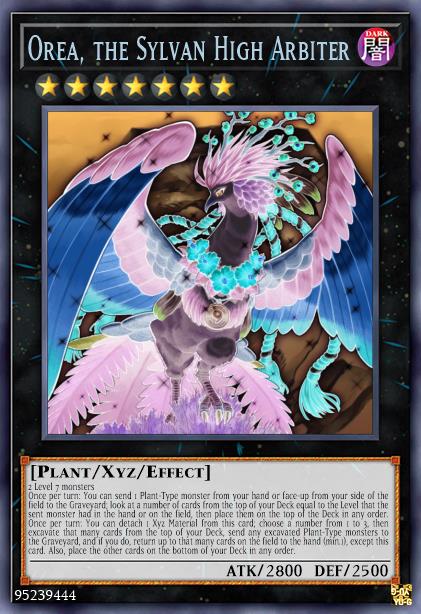 OREA, THE SYLVAN HIGH ARBITER
DARK
闇
[PLANT/XYZ/EFFECT]
2 Level 7 monsters
Once per turn: You can send 1 Plant-Type monster from your hand or face-up from your side of the
field to the Graveyard; look at a number of cards from the top of your Deck equal to the Level that the
sent monster had in the hand or on the field, then place them on the top of the Deck in any order.
Once per turn: You can detach 1 Xyz Material from this card; choose a number from 1 to 3, then
excavate that many cards from the top of your Deck, send any excavated Plant-Type monsters to
the Graveyard, and if you do, return up to that many cards on the field to the hand (min.1), except this
card. Also, place the other cards on the bottom of your Deck in any order.
ATK/2800 DEF/2500
95239444